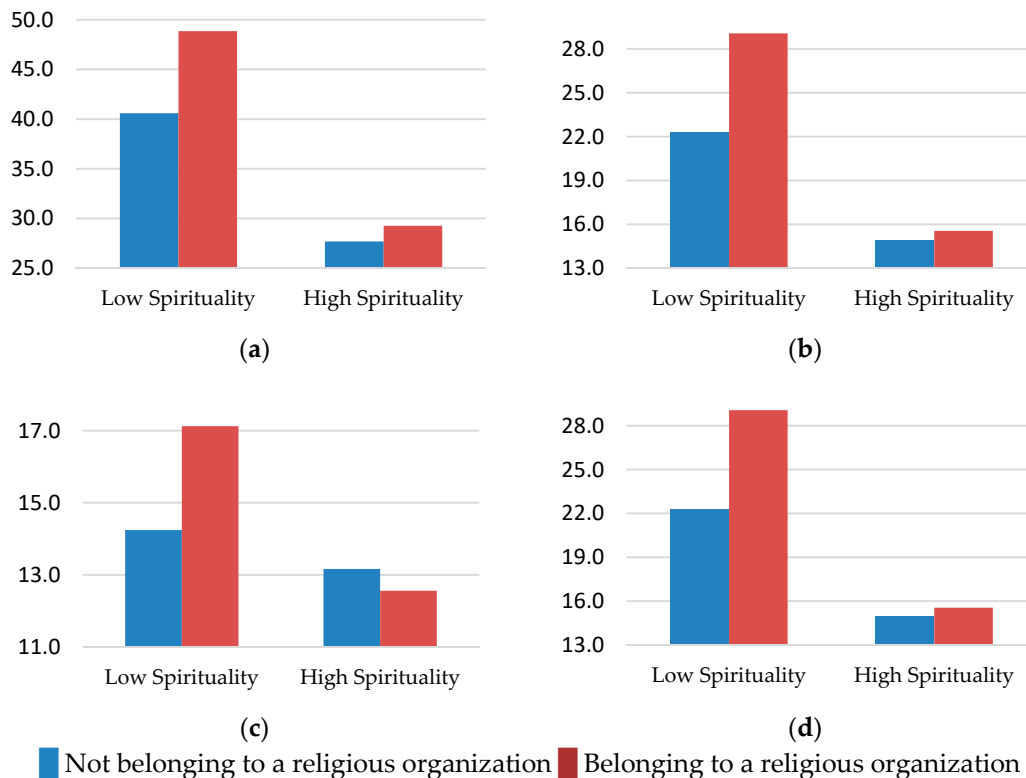 50.0
45.0
40.0
35.0
30.0
25.0
Low Spirituality High Spirituality
(a)
28.0
25.0
22.0
19.0
16.0
13.0
Low Spirituality High Spirituality
(b)
17.0
15.0
13.0
11.0
Low Spirituality High Spirituality
(c)
28.0
25.0
22.0
19.0
16.0
13.0
Low Spirituality High Spirituality
(d)
Not belonging to a religious organization Belonging to a religious organization